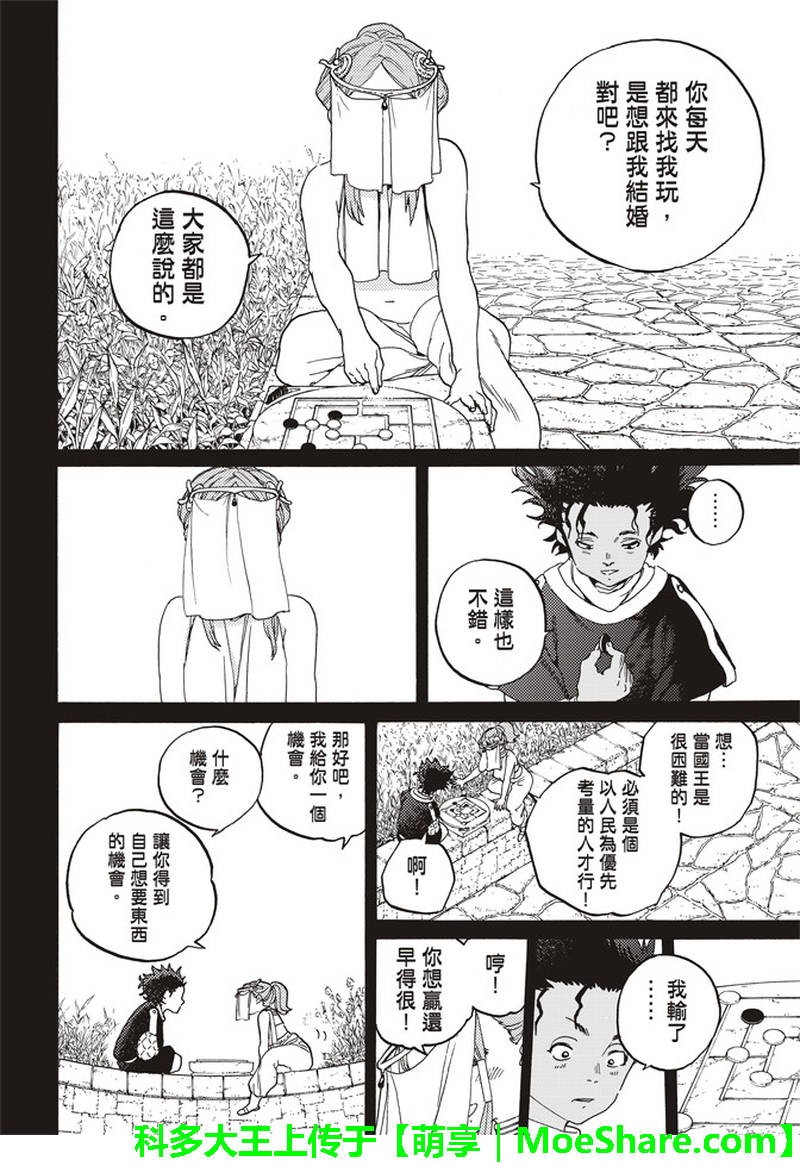 你每天
都來找我玩，
是想跟我結婚
對吧？
大家都是
這麼說的。
……
這樣也
不錯。
想…
當國王是
很困難的！
必須是個
以人民為優先
考量的人才行！
啊！
我輸了
……
哼！
你想贏還
早得很！
那好吧，
我給你一個
機會。
什麼
機會？
讓你得到
自己想要東西
的機會。
科多大王上传于【萌享 | MoeShare.com】